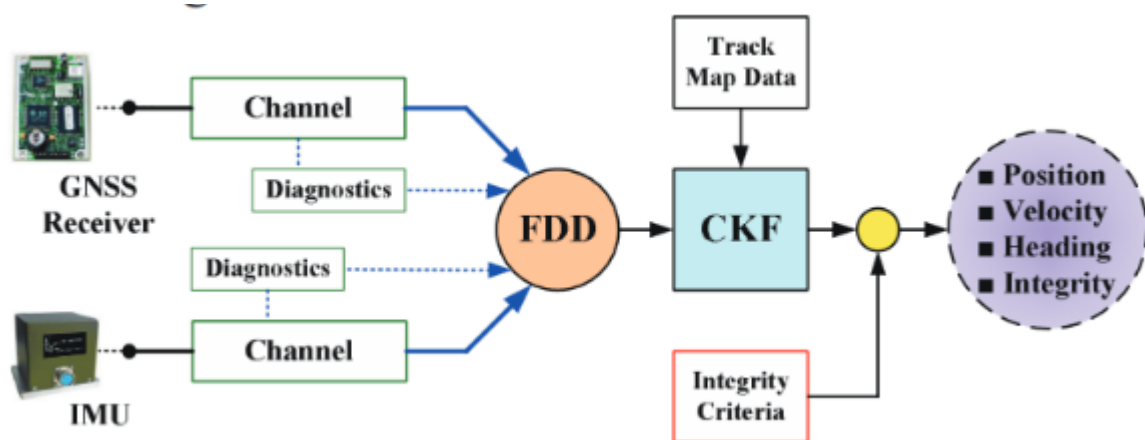 Track
Map Data
Channel
Diagnostics
GNSS
Receiver
FDD
CKF
■ Position
■ Velocity
■ Heading
■ Integrity
Diagnostics
Channel
IMU
Integrity
Criteria